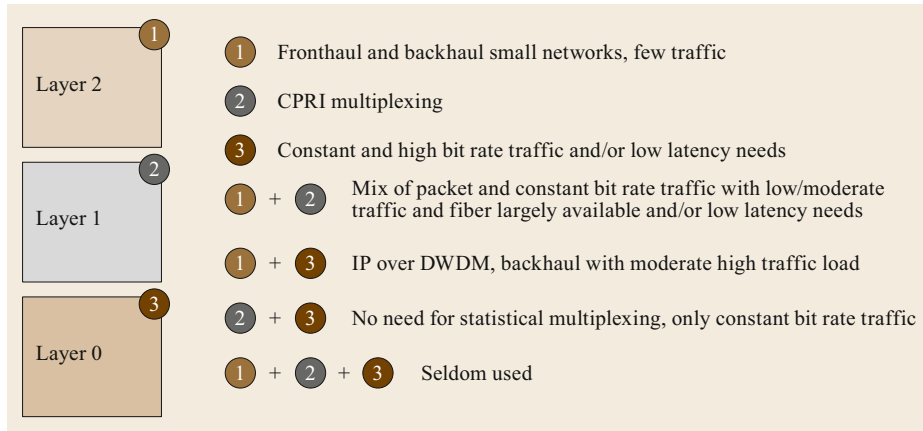 1
Layer 2
2
Layer 1
3
Layer 0
1 Fronthaul and backhaul small networks, few traffic
2 CPRI multiplexing
3 Constant and high bit rate traffic and/or low latency needs
1 + 2 Mix of packet and constant bit rate traffic with low/moderate
traffic and fiber largely available and/or low latency needs
1 + 3 IP over DWDM, backhaul with moderate high traffic load
2 + 3 No need for statistical multiplexing, only constant bit rate traffic
1 + 2 + 3 Seldom used